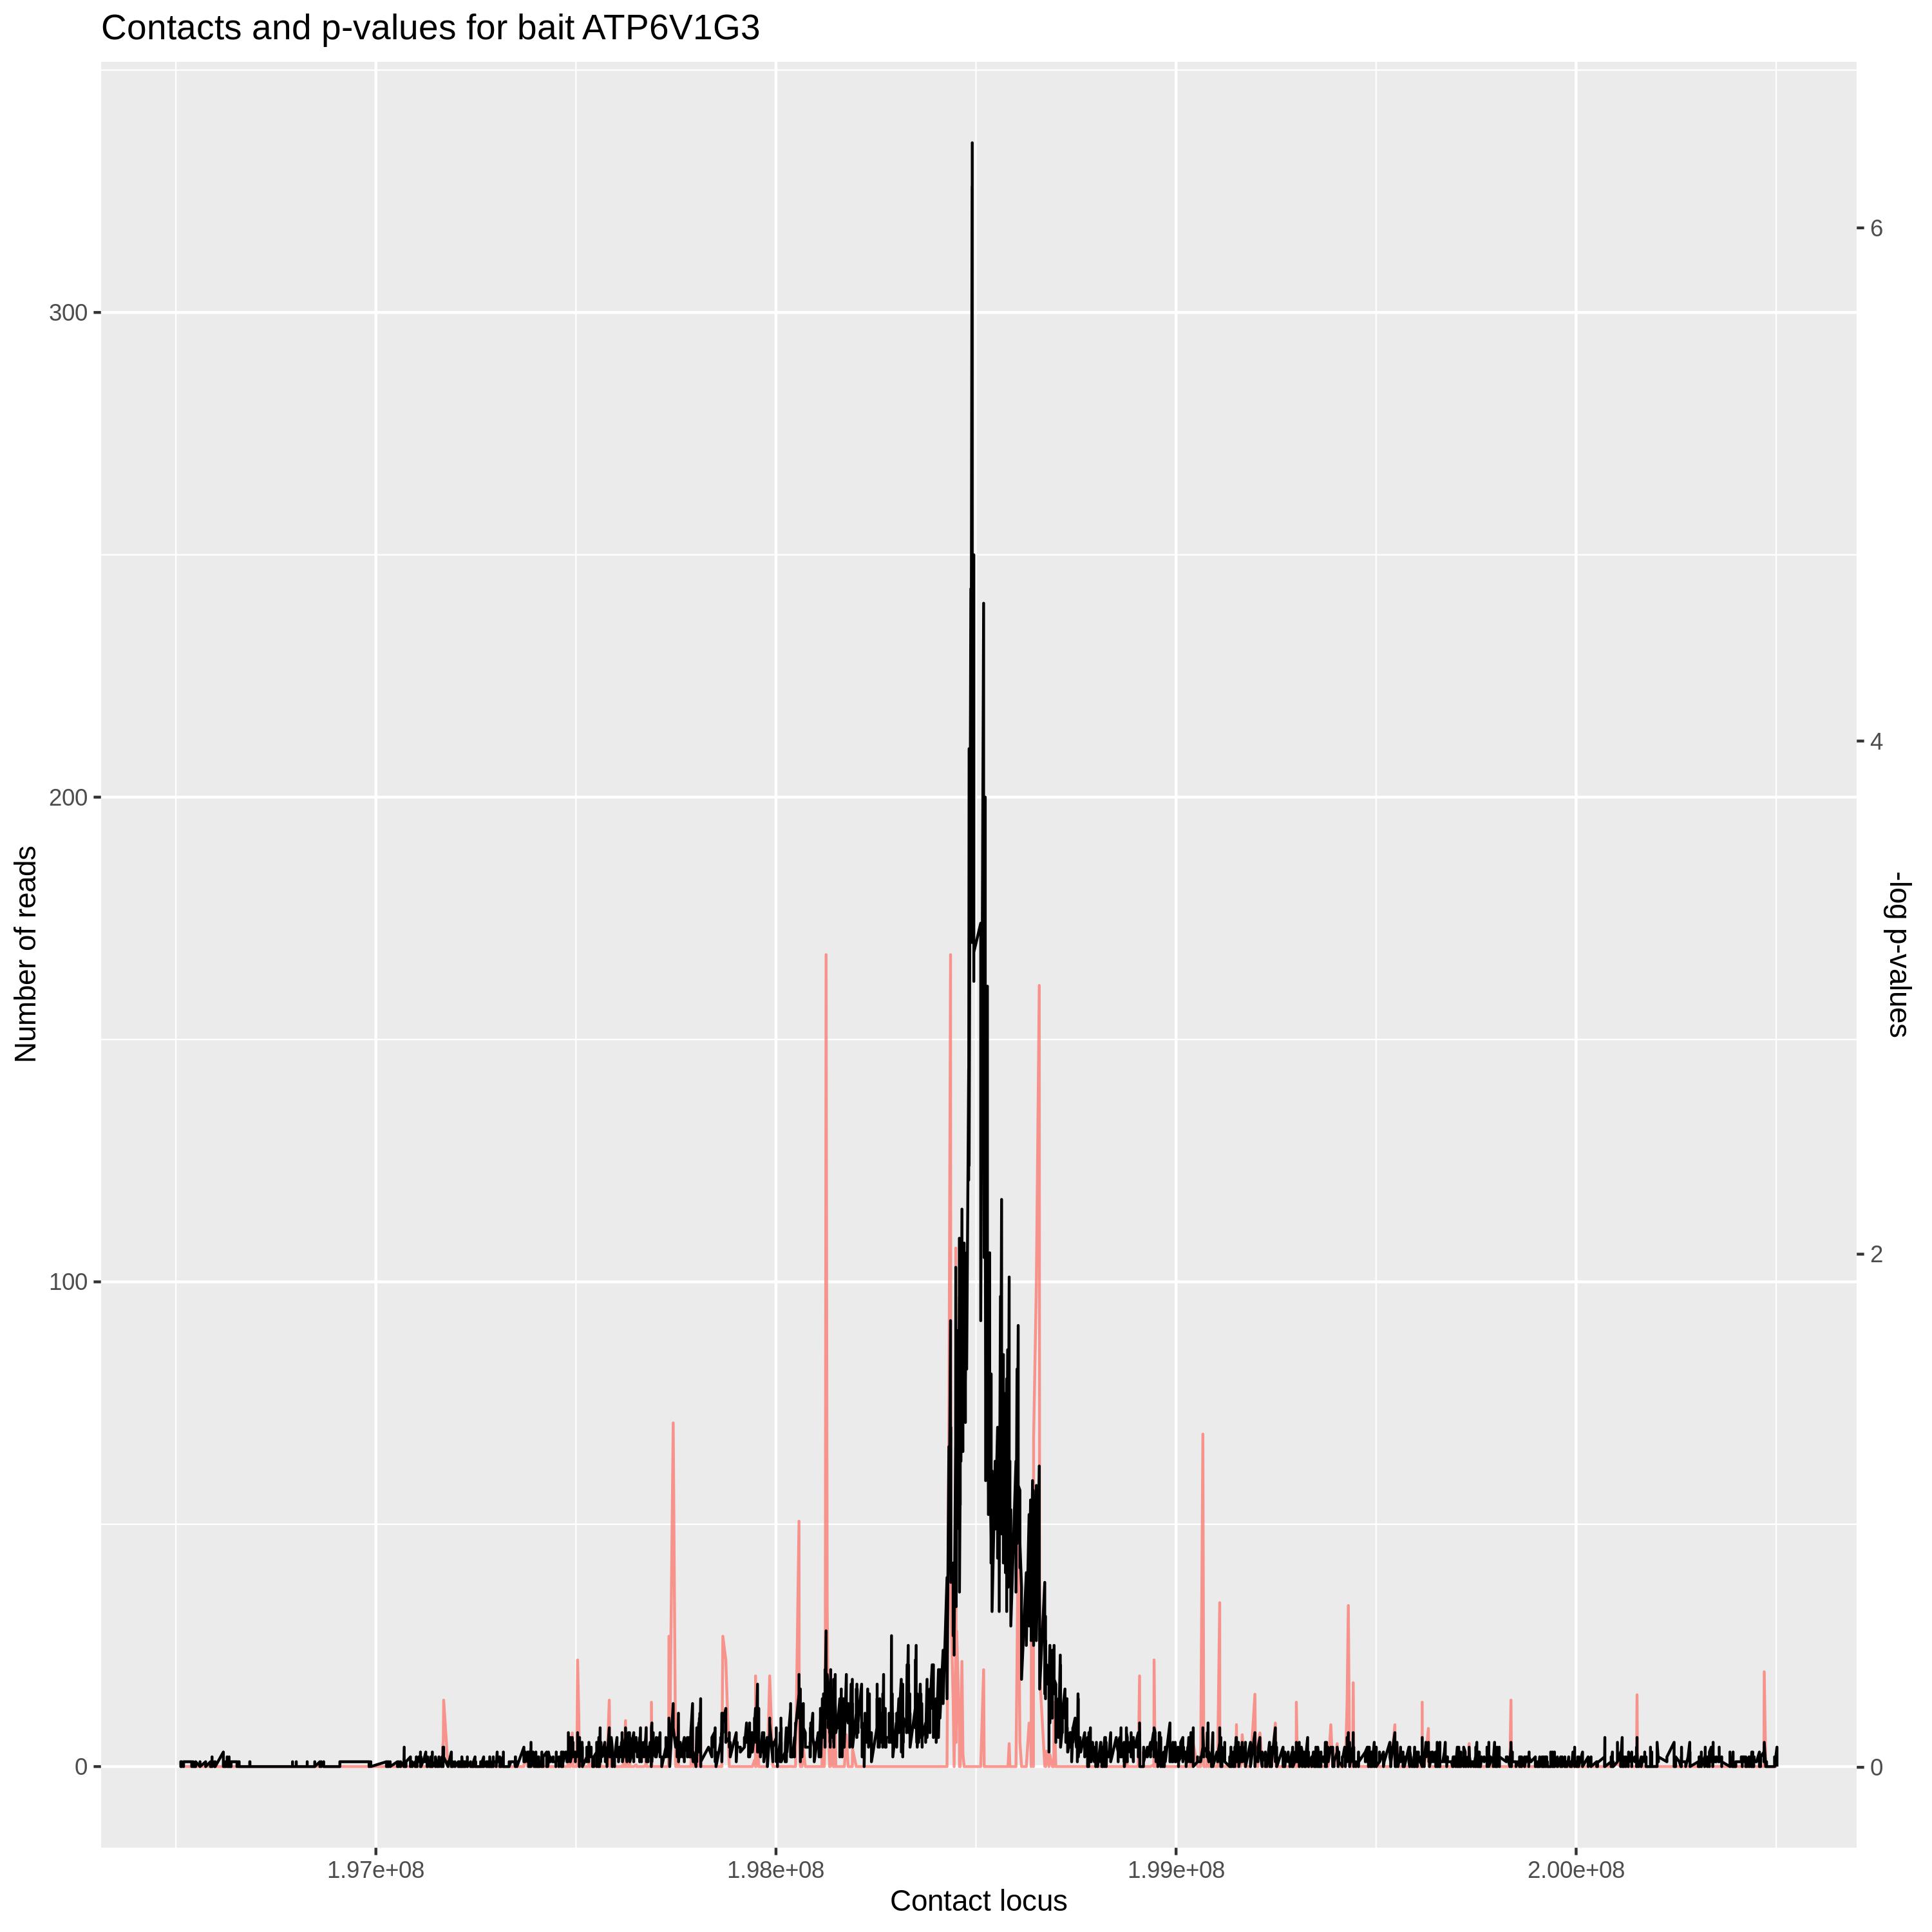 Contacts and p-values for bait ATP6V1G3
Number of reads
300
200
100
0
6
4
2
0
-log p-values
1.97e+08 1.98e+08 1.99e+08 2.00e+08
Contact locus